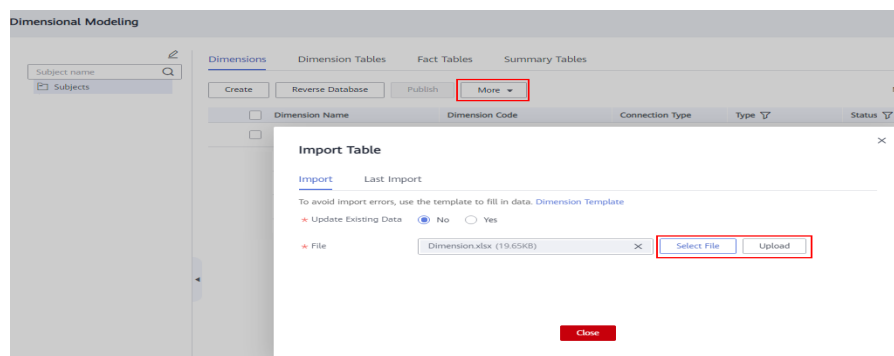 Dimensional Modeling
Subject name
Subjects
Dimensions Dimension Tables Fact Tables Summary Tables
Create Reverse Database Publish More
Dimension Name Dimension Code Connection Type Type Status
Import Table
Import Last Import
To avoid import errors, use the template to fill in data. Dimension Template
* Update Existing Data No Yes
* File Dimension.xlsx (19.65KB) Select File Upload
Close